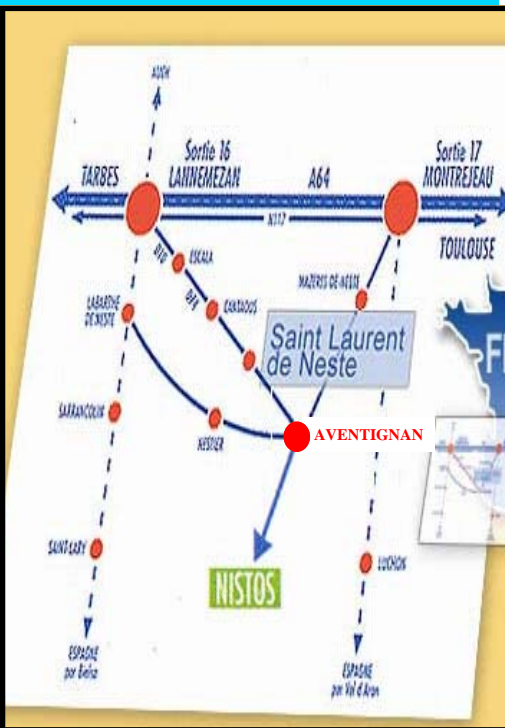 AUCH
Sortie 16
Sortie 17
TARBES
LANNEMEZAN
A64
MONTREJEAU
N117
TOULOUSE
D10
ESCALA
MAZERES DE NESTE
LABARTHE
DE NESTE
CANTAOUS
Saint Laurent
de Neste
SARRANCOLIN
NESTIER
AVENTIGNAN
SAINT-LARY
NISTOS
LUCHON
ESPAGNE
par Bielsa
ESPAGNE
par Val d'Aran